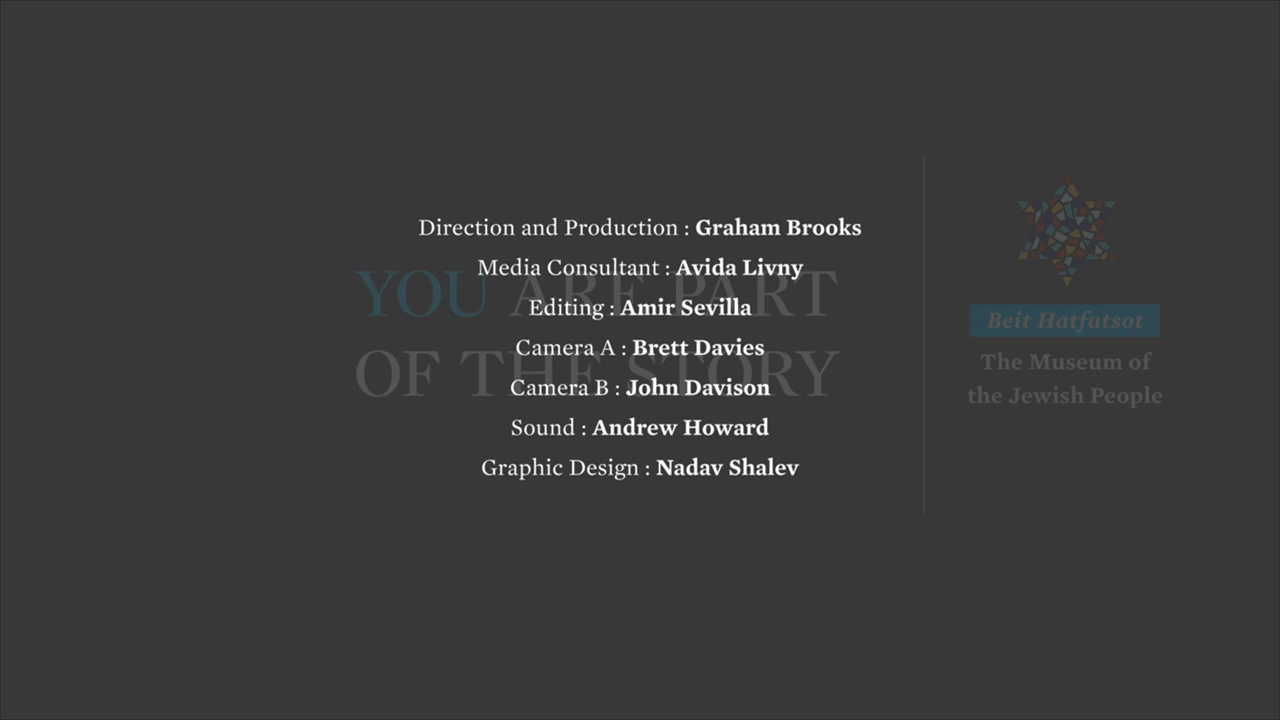 Direction and Production : Graham Brooks
Media Consultant : Avida Livny
Editing : Amir Sevilla
Camera A : Brett Davies
Camera B : John Davison
Sound : Andrew Howard
Graphic Design : Nadav Shalev
YOU ARE PART
OF THE STORY
Beit Hatfutsot
The Museum of
the Jewish People